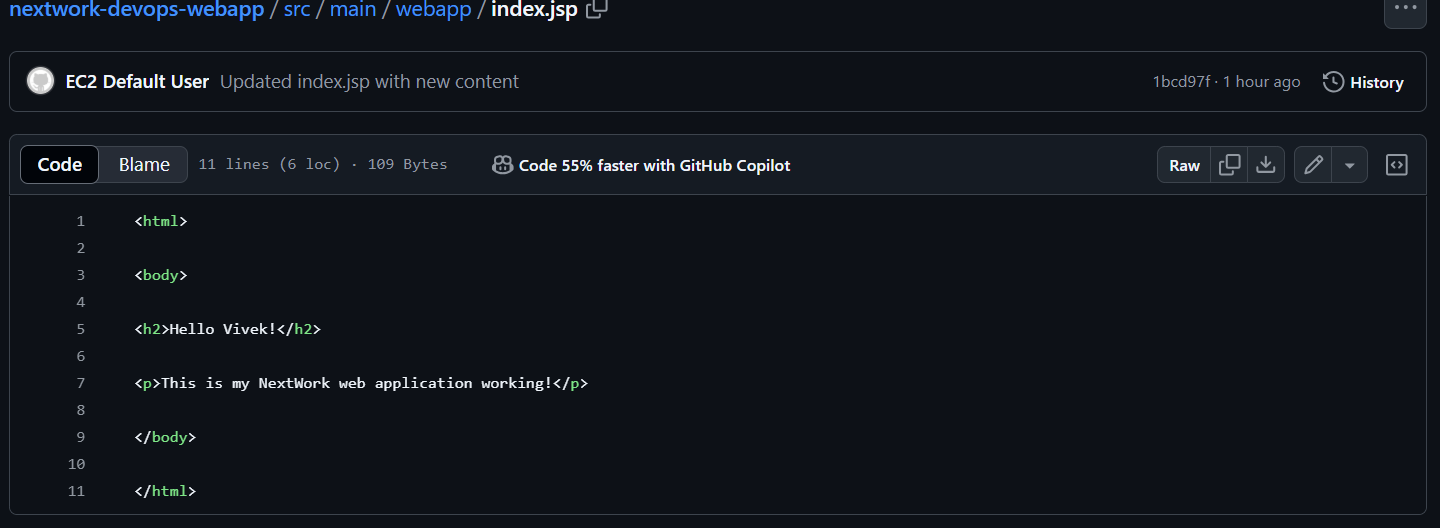 nextwork-devops-webapp / src / main / webapp / index.jsp
EC2 Default User Updated index.jsp with new content 1bcd97f · 1 hour ago History
Code Blame 11 lines (6 loc) · 109 Bytes Code 55% faster with GitHub Copilot Raw
1 <html>
2
3 <body>
4
5 <h2>Hello Vivek!</h2>
6
7 <p>This is my NextWork web application working!</p>
8
9 </body>
10
11 </html>